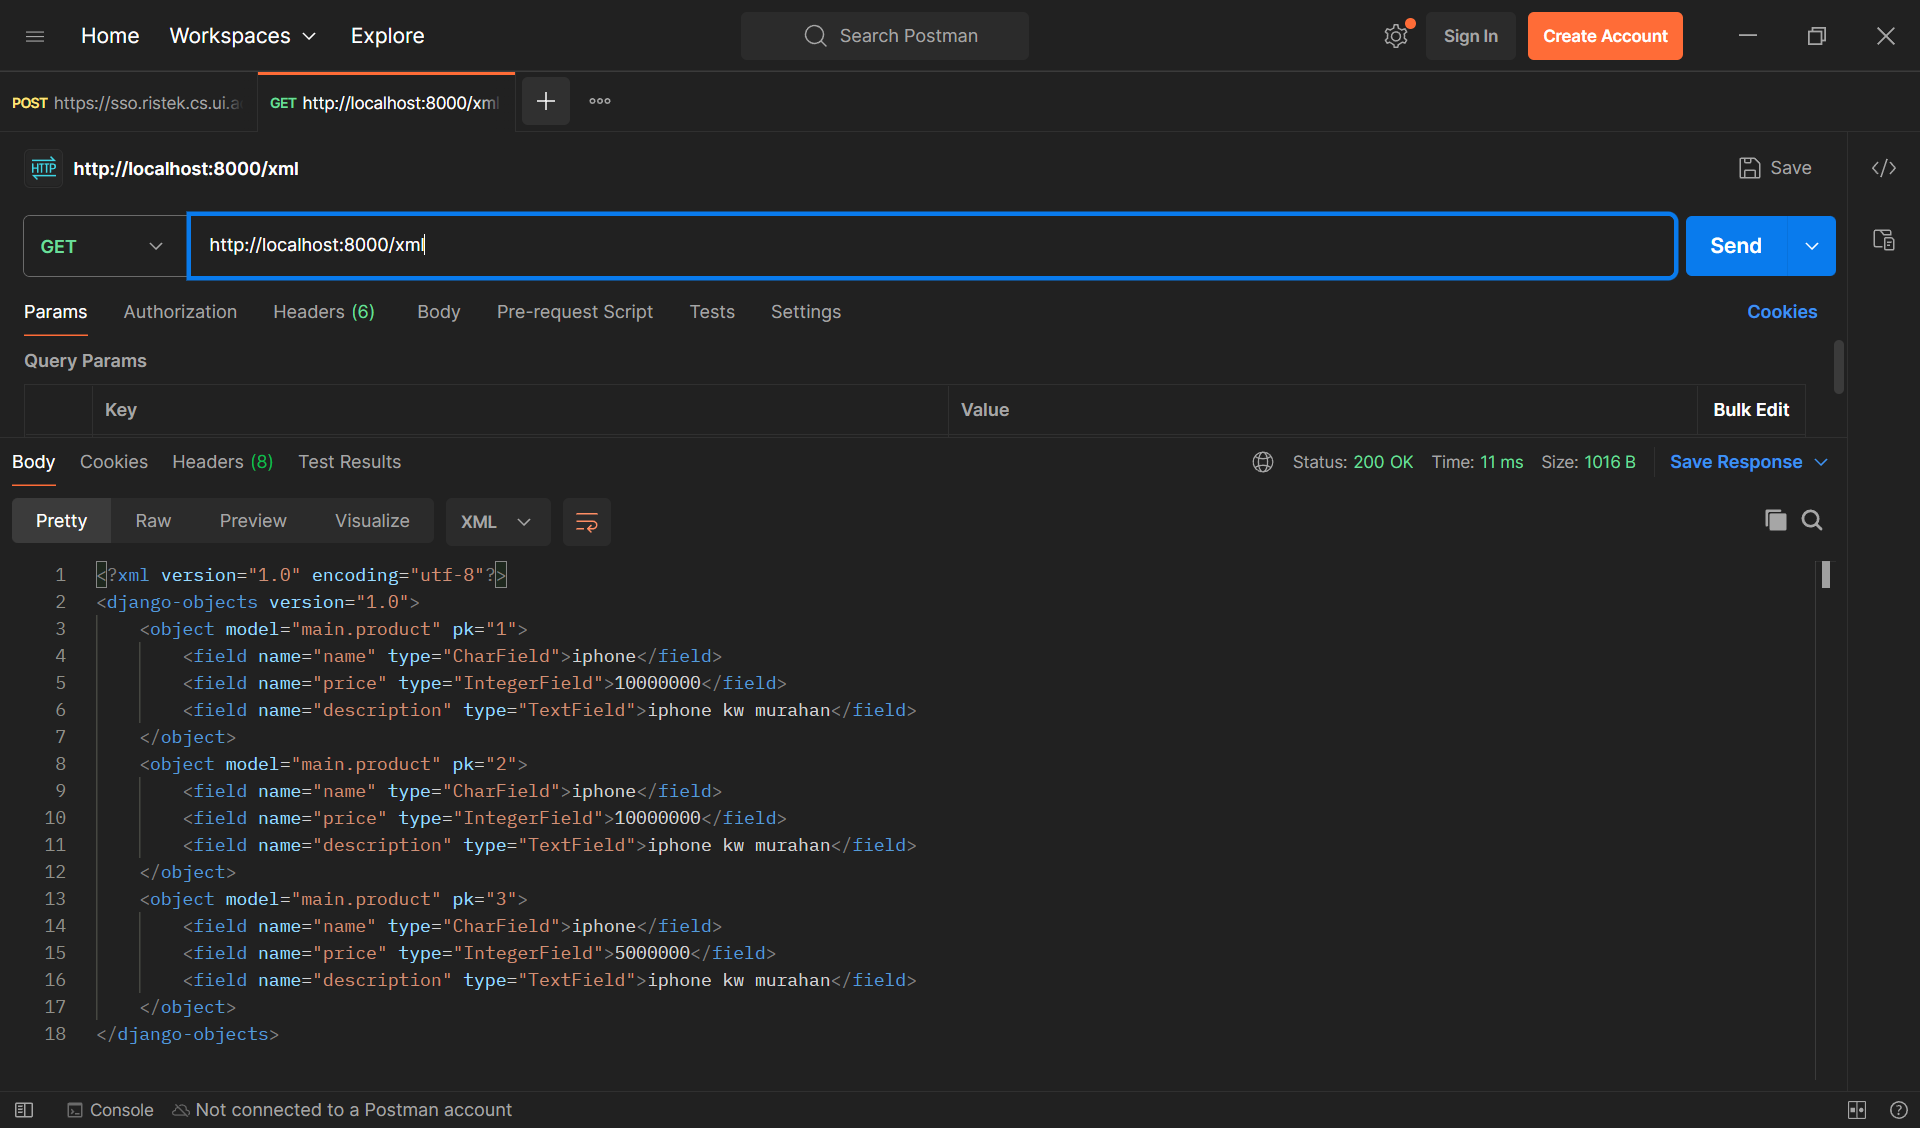 Home Workspaces Explore Search Postman Sign In Create Account
POST https://sso.ristek.cs.ui.a GET http://localhost:8000/xml
HTTP http://localhost:8000/xml Save
GET http://localhost:8000/xml Send
Params Authorization Headers (6) Body Pre-request Script Tests Settings Cookies
Query Params
Key Value Bulk Edit
Body Cookies Headers (8) Test Results Status: 200 OK Time: 11 ms Size: 1016 B Save Response
Pretty Raw Preview Visualize XML
1 <?xml version="1.0" encoding="utf-8"?>
2 <django-objects version="1.0">
3 <object model="main.product" pk="1">
4 <field name="name" type="CharField">iphone</field>
5 <field name="price" type="IntegerField">10000000</field>
6 <field name="description" type="TextField">iphone kw murahan</field>
7 </object>
8 <object model="main.product" pk="2">
9 <field name="name" type="CharField">iphone</field>
10 <field name="price" type="IntegerField">10000000</field>
11 <field name="description" type="TextField">iphone kw murahan</field>
12 </object>
13 <object model="main.product" pk="3">
14 <field name="name" type="CharField">iphone</field>
15 <field name="price" type="IntegerField">5000000</field>
16 <field name="description" type="TextField">iphone kw murahan</field>
17 </object>
18 </django-objects>
Console Not connected to a Postman account